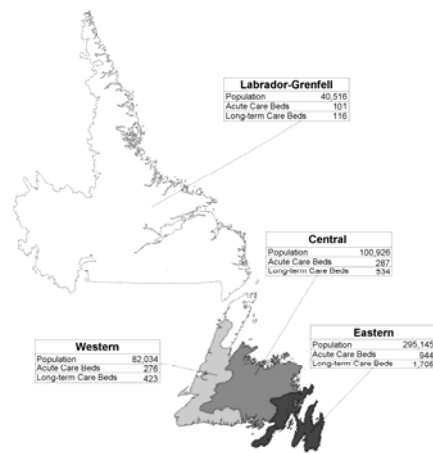 Labrador-Grenfell
Population 40,516
Acute Care Beds 101
Long-term Care Beds 116
Central
Population 100,926
Acute Care Beds 287
Long-term Care Beds 534
Eastern
Population 295,145
Acute Care Beds 944
Long-term Care Beds
Western
Population 82,034
Acute Care Beds 276
Long-term Care Beds 423